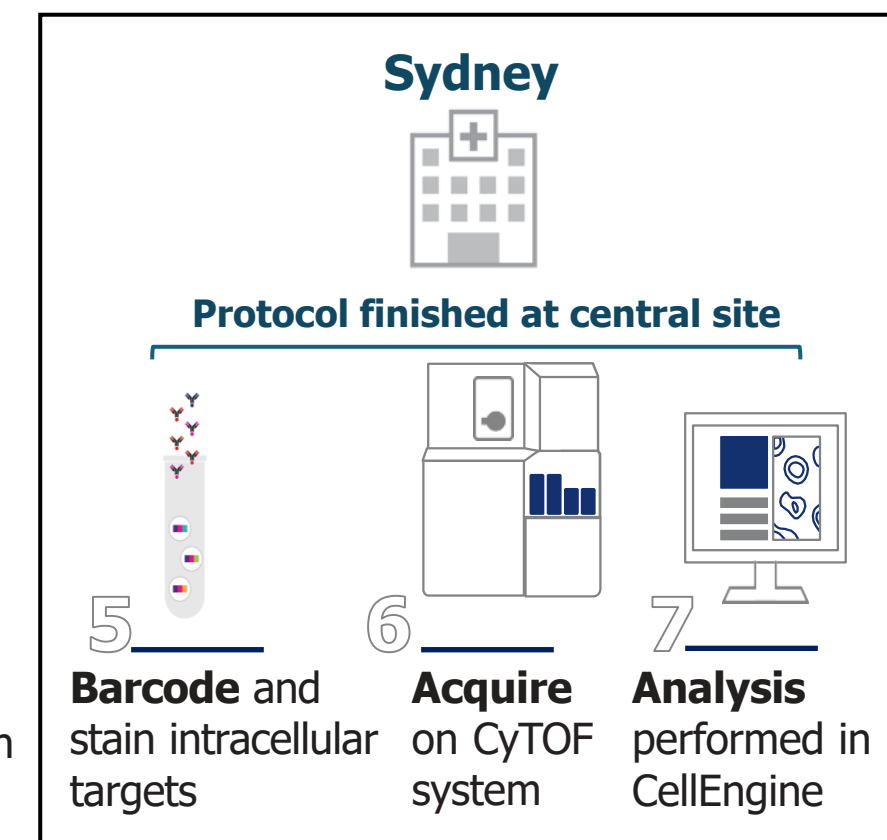 Sydney
Protocol finished at central site
5
Barcode and
stain intracellular
targets
6
Acquire
on CyTOF
system
7
Analysis
performed in
CellEngine